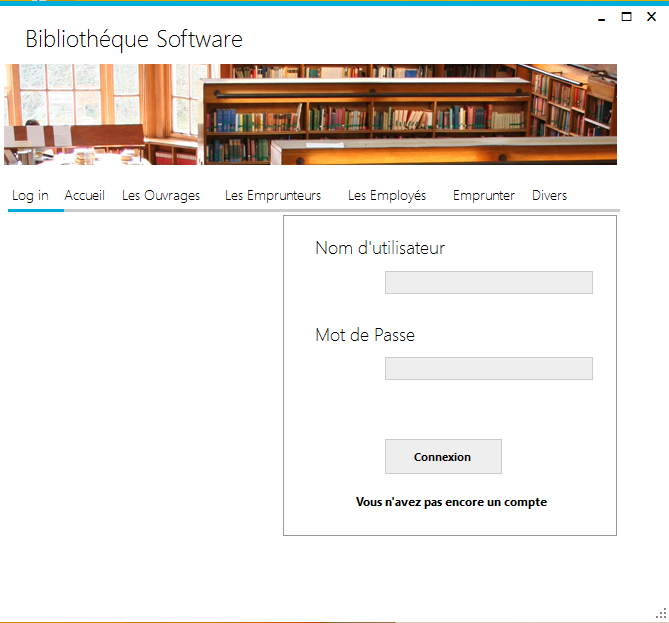 Bibliothéque Software
Log in Accueil Les Ouvrages Les Emprunteurs Les Employés Emprunter Divers
Nom d'utilisateur
Mot de Passe
Connexion
Vous n'avez pas encore un compte